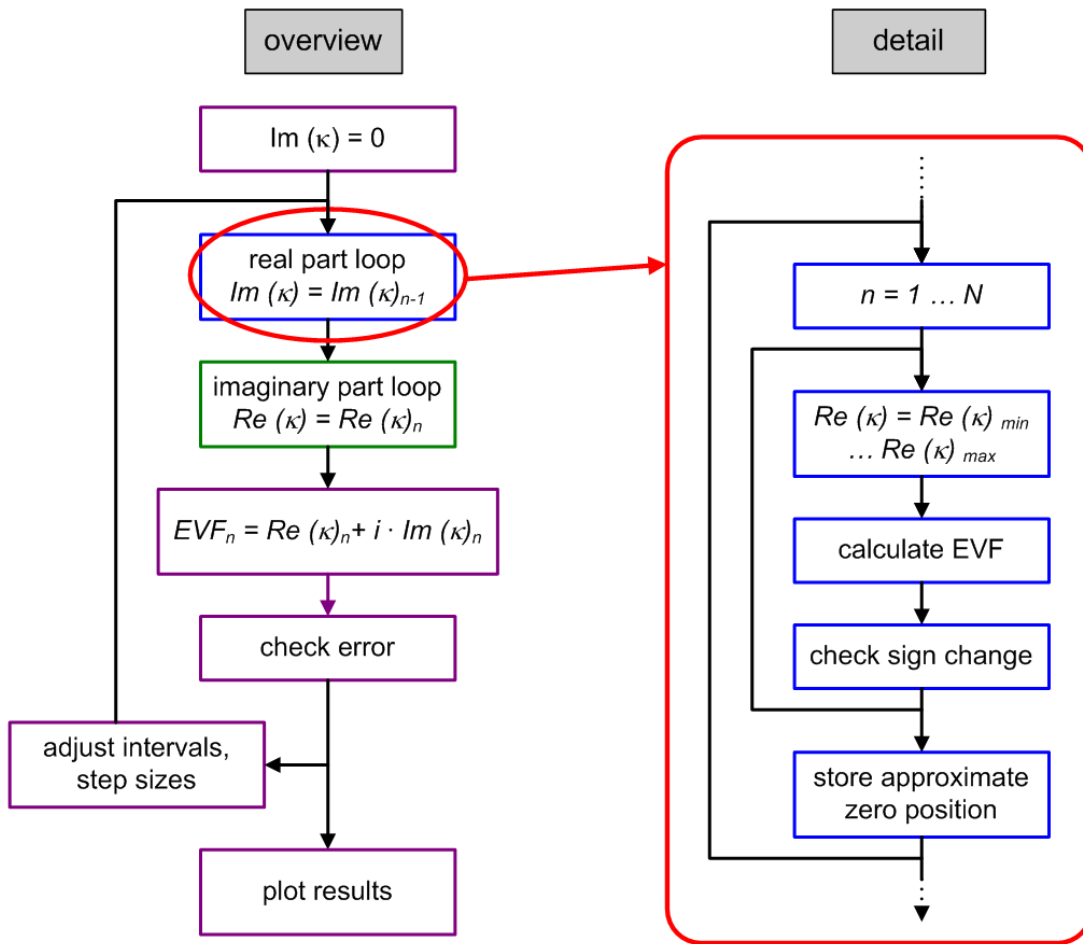 overview
Im (κ) = 0
real part loop
Im (κ) = Im (κ)n-1
imaginary part loop
Re (κ) = Re (κ)n
EVFn = Re (κ)n+ i · Im (κ)n
check error
adjust intervals,
step sizes
plot results
detail
n = 1 … N
Re (κ) = Re (κ) min
… Re (κ) max
calculate EVF
check sign change
store approximate
zero position